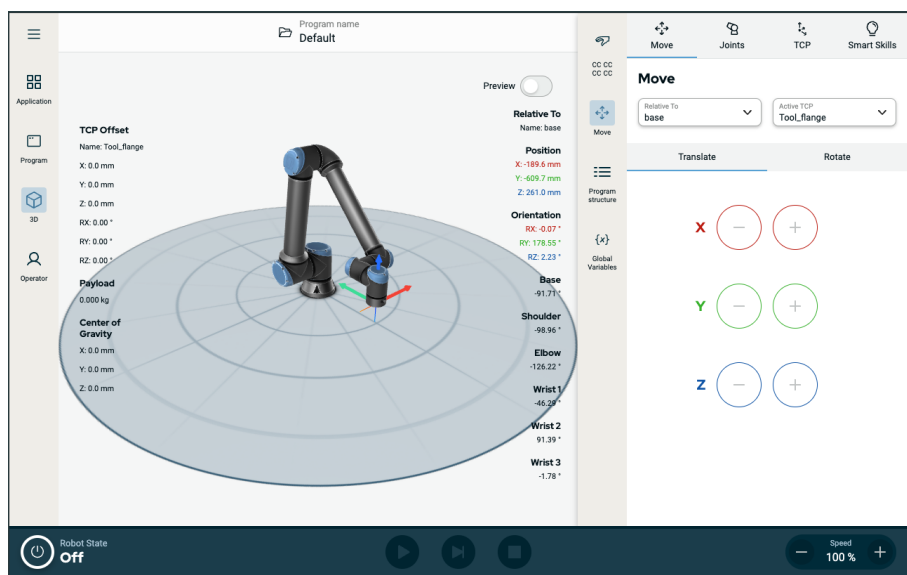 Program name
Default
Application
Program
3D
Operator
Preview
TCP Offset
Name: Tool_flange
X: 0.0 mm
Y: 0.0 mm
Z: 0.0 mm
RX: 0.00 °
RY: 0.00 °
RZ: 0.00 °
Payload
0.000 kg
Center of
Gravity
X: 0.0 mm
Y: 0.0 mm
Z: 0.0 mm
Relative To
Name: base
Position
X: -189.6 mm
Y: -609.7 mm
Z: 261.0 mm
Orientation
RX: -0.07 °
RY: 178.55 °
RZ: 2.23 °
Base
-91.71 °
Shoulder
-98.96 °
Elbow
-126.22 °
Wrist 1
-46.29 °
Wrist 2
91.39 °
Wrist 3
-1.78 °
CC CC
CC CC
Move
Program
structure
{x}
Global
Variables
Move
Joints
TCP
Smart Skills
Move
Relative To
base
Active TCP
Tool_flange
Translate
Rotate
X − +
Y − +
Z − +
Robot State
Off
Speed
− 100 % +